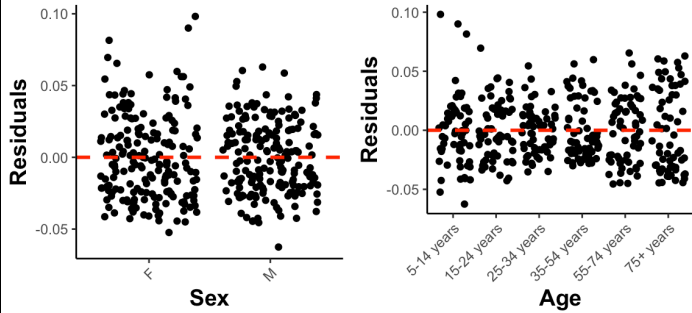 Residuals
0.10
0.05
0.00
-0.05
F
M
Sex
Residuals
0.10
0.05
0.00
-0.05
5-14 years
15-24 years
25-34 years
35-54 years
55-74 years
75+ years
Age